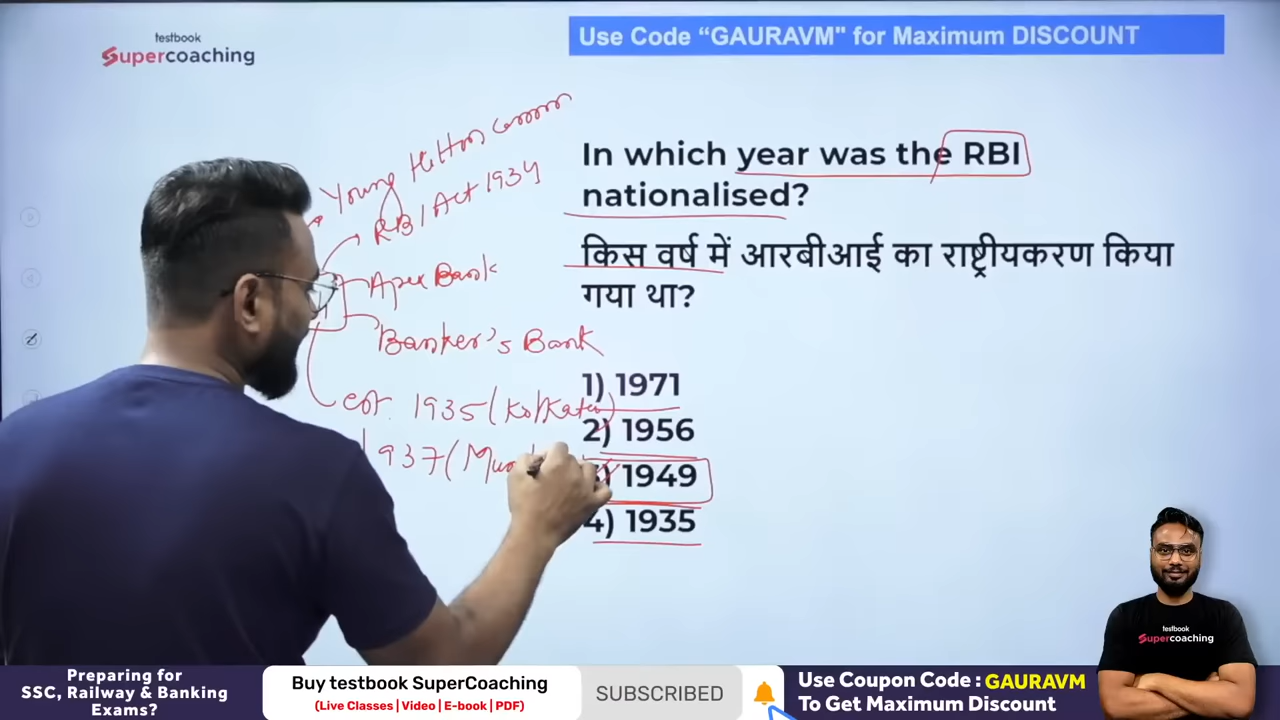 testbook
Supercoaching
Use Code “GAURAVM" for Maximum DISCOUNT
In which year was the RBI
nationalised?
किस वर्ष में आरबीआई का राष्ट्रीयकरण किया
गया था?
1) 1971
2) 1956
1949
4) 1935
Young Hilton
RBI Act 1934
Apex Bank
Banker's Bank
est. 1935 (Kolkata)
1937 (Mu
testbook
Supercoaching
Preparing for
SSC, Railway & Banking
Exams?
Buy testbook SuperCoaching
(Live Classes | Video | E-book | PDF)
SUBSCRIBED
Use Coupon Code : GAURAVM
To Get Maximum Discount